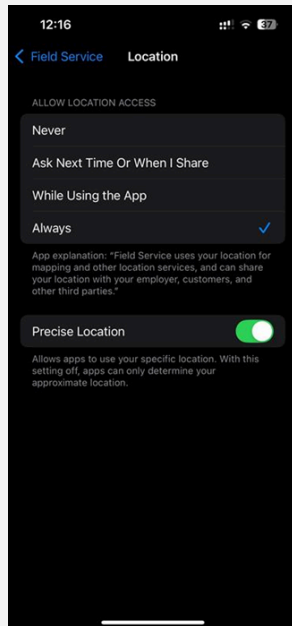 12:16
37
Field Service
Location
ALLOW LOCATION ACCESS
Never
Ask Next Time Or When I Share
While Using the App
Always
App explanation: “Field Service uses your location for
mapping and other location services, and can share
your location with your employer, customers, and
other third parties.”
Precise Location
Allows apps to use your specific location. With this
setting off, apps can only determine your
approximate location.